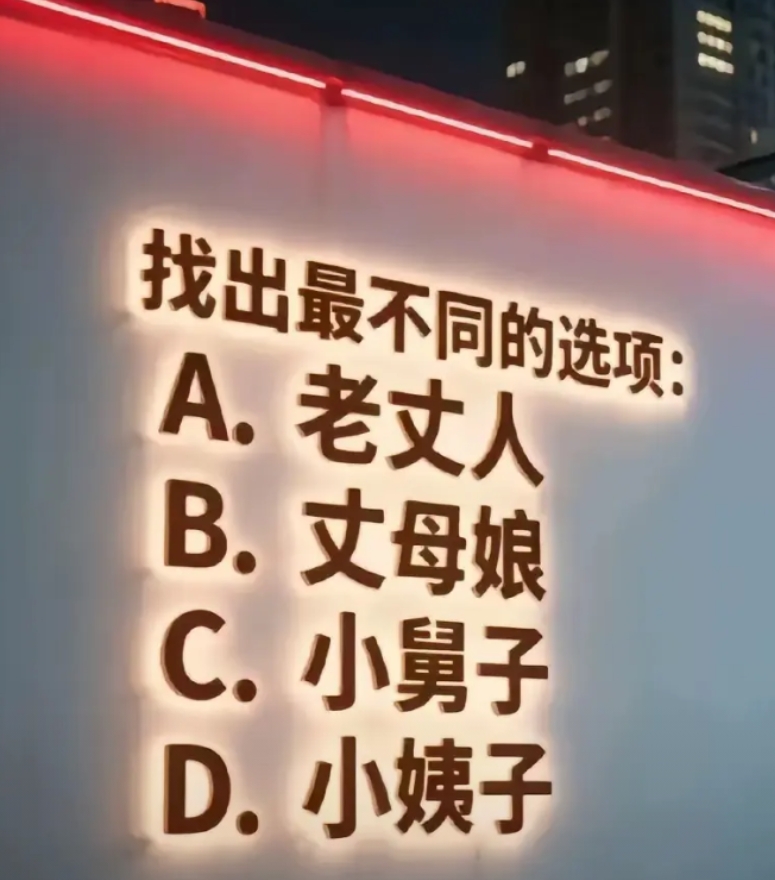 找出最不同的选项：
A. 老丈人
B. 丈母娘
C. 小舅子
D. 小姨子